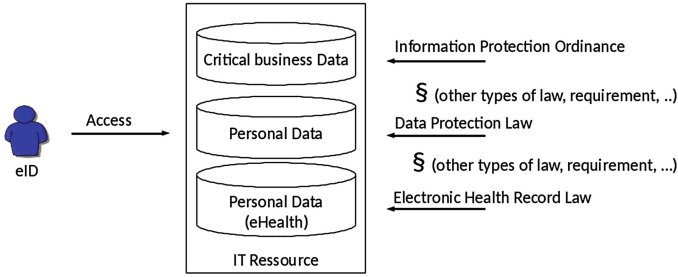 Critical business Data
Information Protection Ordinance
§ (other types of law, requirement, ..)
Access
Personal Data
Data Protection Law
eID
§ (other types of law, requirement, ...)
Personal Data
(eHealth)
Electronic Health Record Law
IT Ressource